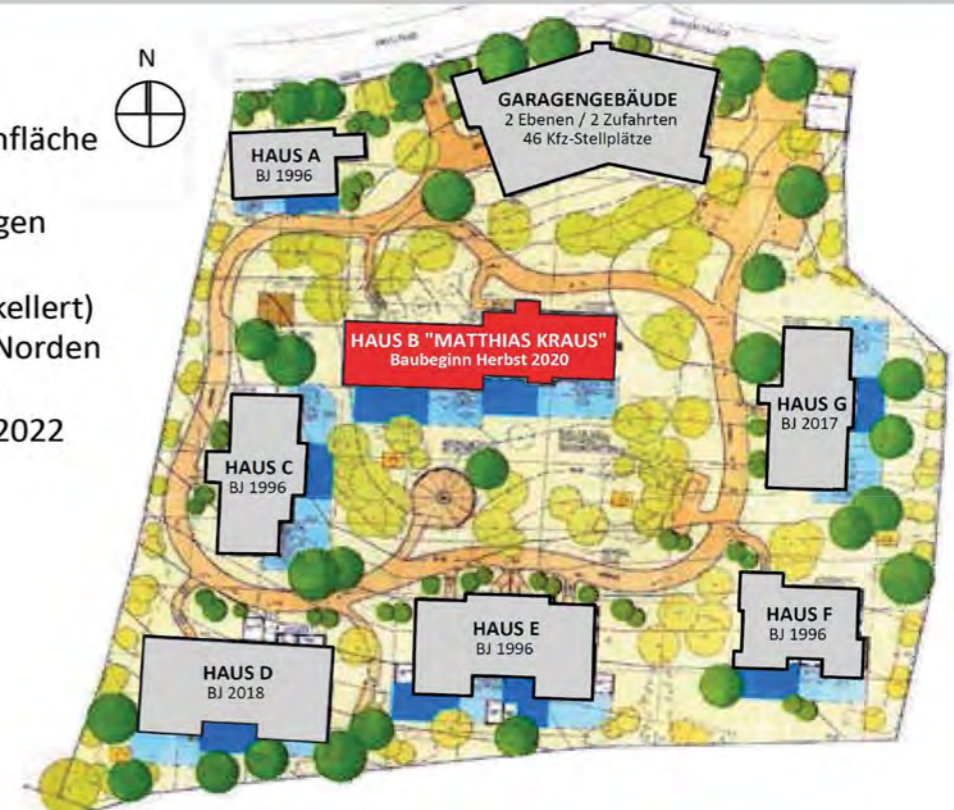 N
nfläche
gen
kellert)
Norden
2022
GARAGENGEBÄUDE
2 Ebenen / 2 Zufahrten
46 Kfz-Stellplätze
HAUS A
BJ 1996
HAUS B "MATTHIAS KRAUS"
Baubeginn Herbst 2020
HAUS G
BJ 2017
HAUS C
BJ 1996
HAUS E
BJ 1996
HAUS F
BJ 1996
HAUS D
BJ 2018